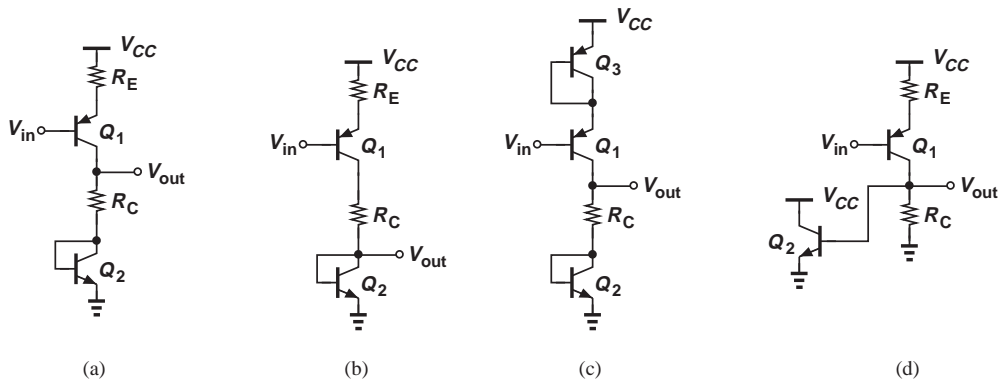 V_CC
R_E
V_in
Q_1
V_out
R_C
Q_2
(a)
V_CC
R_E
V_in
Q_1
R_C
V_out
Q_2
(b)
V_CC
Q_3
V_in
Q_1
V_out
R_C
Q_2
(c)
V_CC
R_E
V_in
Q_1
V_CC
V_out
R_C
Q_2
(d)